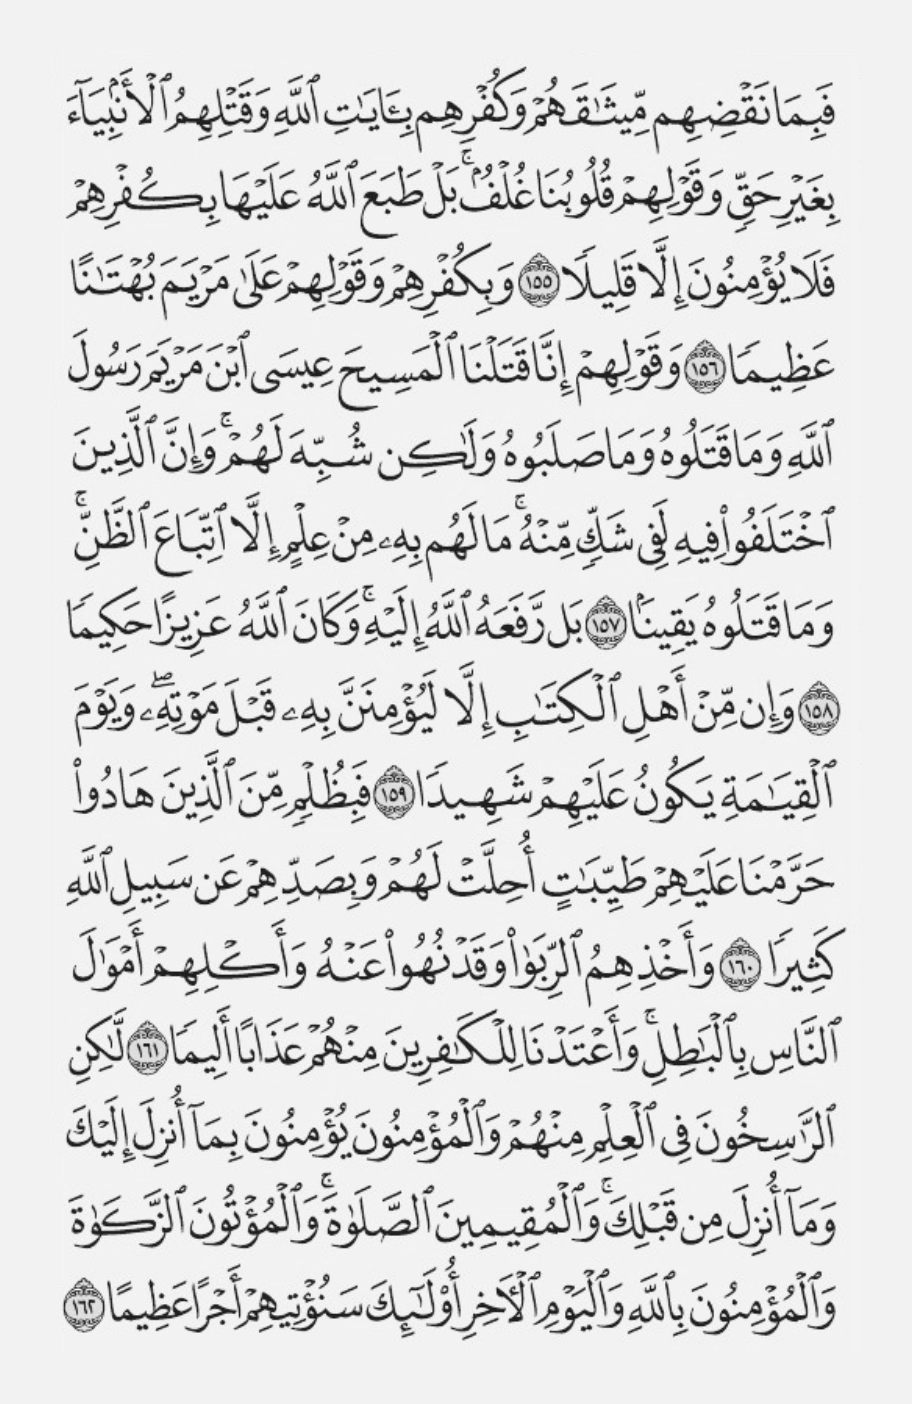 فَبِمَا نَقْضِهِم مِّيثَٰقَهُمْ وَكُفْرِهِم بِـَٔايَٰتِ ٱللَّهِ وَقَتْلِهِمُ ٱلْأَنۢبِيَآءَ
بِغَيْرِ حَقٍّ وَقَوْلِهِمْ قُلُوبُنَا غُلْفٌۢ ۚ بَلْ طَبَعَ ٱللَّهُ عَلَيْهَا بِكُفْرِهِمْ
فَلَا يُؤْمِنُونَ إِلَّا قَلِيلًا ١٥٥ وَبِكُفْرِهِمْ وَقَوْلِهِمْ عَلَىٰ مَرْيَمَ بُهْتَٰنًا
عَظِيمًا ١٥٦ وَقَوْلِهِمْ إِنَّا قَتَلْنَا ٱلْمَسِيحَ عِيسَى ٱبْنَ مَرْيَمَ رَسُولَ
ٱللَّهِ وَمَا قَتَلُوهُ وَمَا صَلَبُوهُ وَلَٰكِن شُبِّهَ لَهُمْ ۚ وَإِنَّ ٱلَّذِينَ
ٱخْتَلَفُوا۟ فِيهِ لَفِى شَكٍّ مِّنْهُ ۚ مَا لَهُم بِهِۦ مِنْ عِلْمٍ إِلَّا ٱتِّبَاعَ ٱلظَّنِّ ۚ
وَمَا قَتَلُوهُ يَقِينًۢا ١٥٧ بَل رَّفَعَهُ ٱللَّهُ إِلَيْهِ ۚ وَكَانَ ٱللَّهُ عَزِيزًا حَكِيمًا
١٥٨ وَإِن مِّنْ أَهْلِ ٱلْكِتَٰبِ إِلَّا لَيُؤْمِنَنَّ بِهِۦ قَبْلَ مَوْتِهِۦ ۖ وَيَوْمَ
ٱلْقِيَٰمَةِ يَكُونُ عَلَيْهِمْ شَهِيدًا ١٥٩ فَبِظُلْمٍ مِّنَ ٱلَّذِينَ هَادُوا۟
حَرَّمْنَا عَلَيْهِمْ طَيِّبَٰتٍ أُحِلَّتْ لَهُمْ وَبِصَدِّهِمْ عَن سَبِيلِ ٱللَّهِ
كَثِيرًا ١٦٠ وَأَخْذِهِمُ ٱلرِّبَوٰا۟ وَقَدْ نُهُوا۟ عَنْهُ وَأَكْلِهِمْ أَمْوَٰلَ
ٱلنَّاسِ بِٱلْبَٰطِلِ ۚ وَأَعْتَدْنَا لِلْكَٰفِرِينَ مِنْهُمْ عَذَابًا أَلِيمًا ١٦١ لَّٰكِنِ
ٱلرَّٰسِخُونَ فِى ٱلْعِلْمِ مِنْهُمْ وَٱلْمُؤْمِنُونَ يُؤْمِنُونَ بِمَآ أُنزِلَ إِلَيْكَ
وَمَآ أُنزِلَ مِن قَبْلِكَ ۚ وَٱلْمُقِيمِينَ ٱلصَّلَوٰةَ ۚ وَٱلْمُؤْتُونَ ٱلزَّكَوٰةَ
وَٱلْمُؤْمِنُونَ بِٱللَّهِ وَٱلْيَوْمِ ٱلْـَٔاخِرِ أُو۟لَٰٓئِكَ سَنُؤْتِيهِمْ أَجْرًا عَظِيمًا ١٦٢